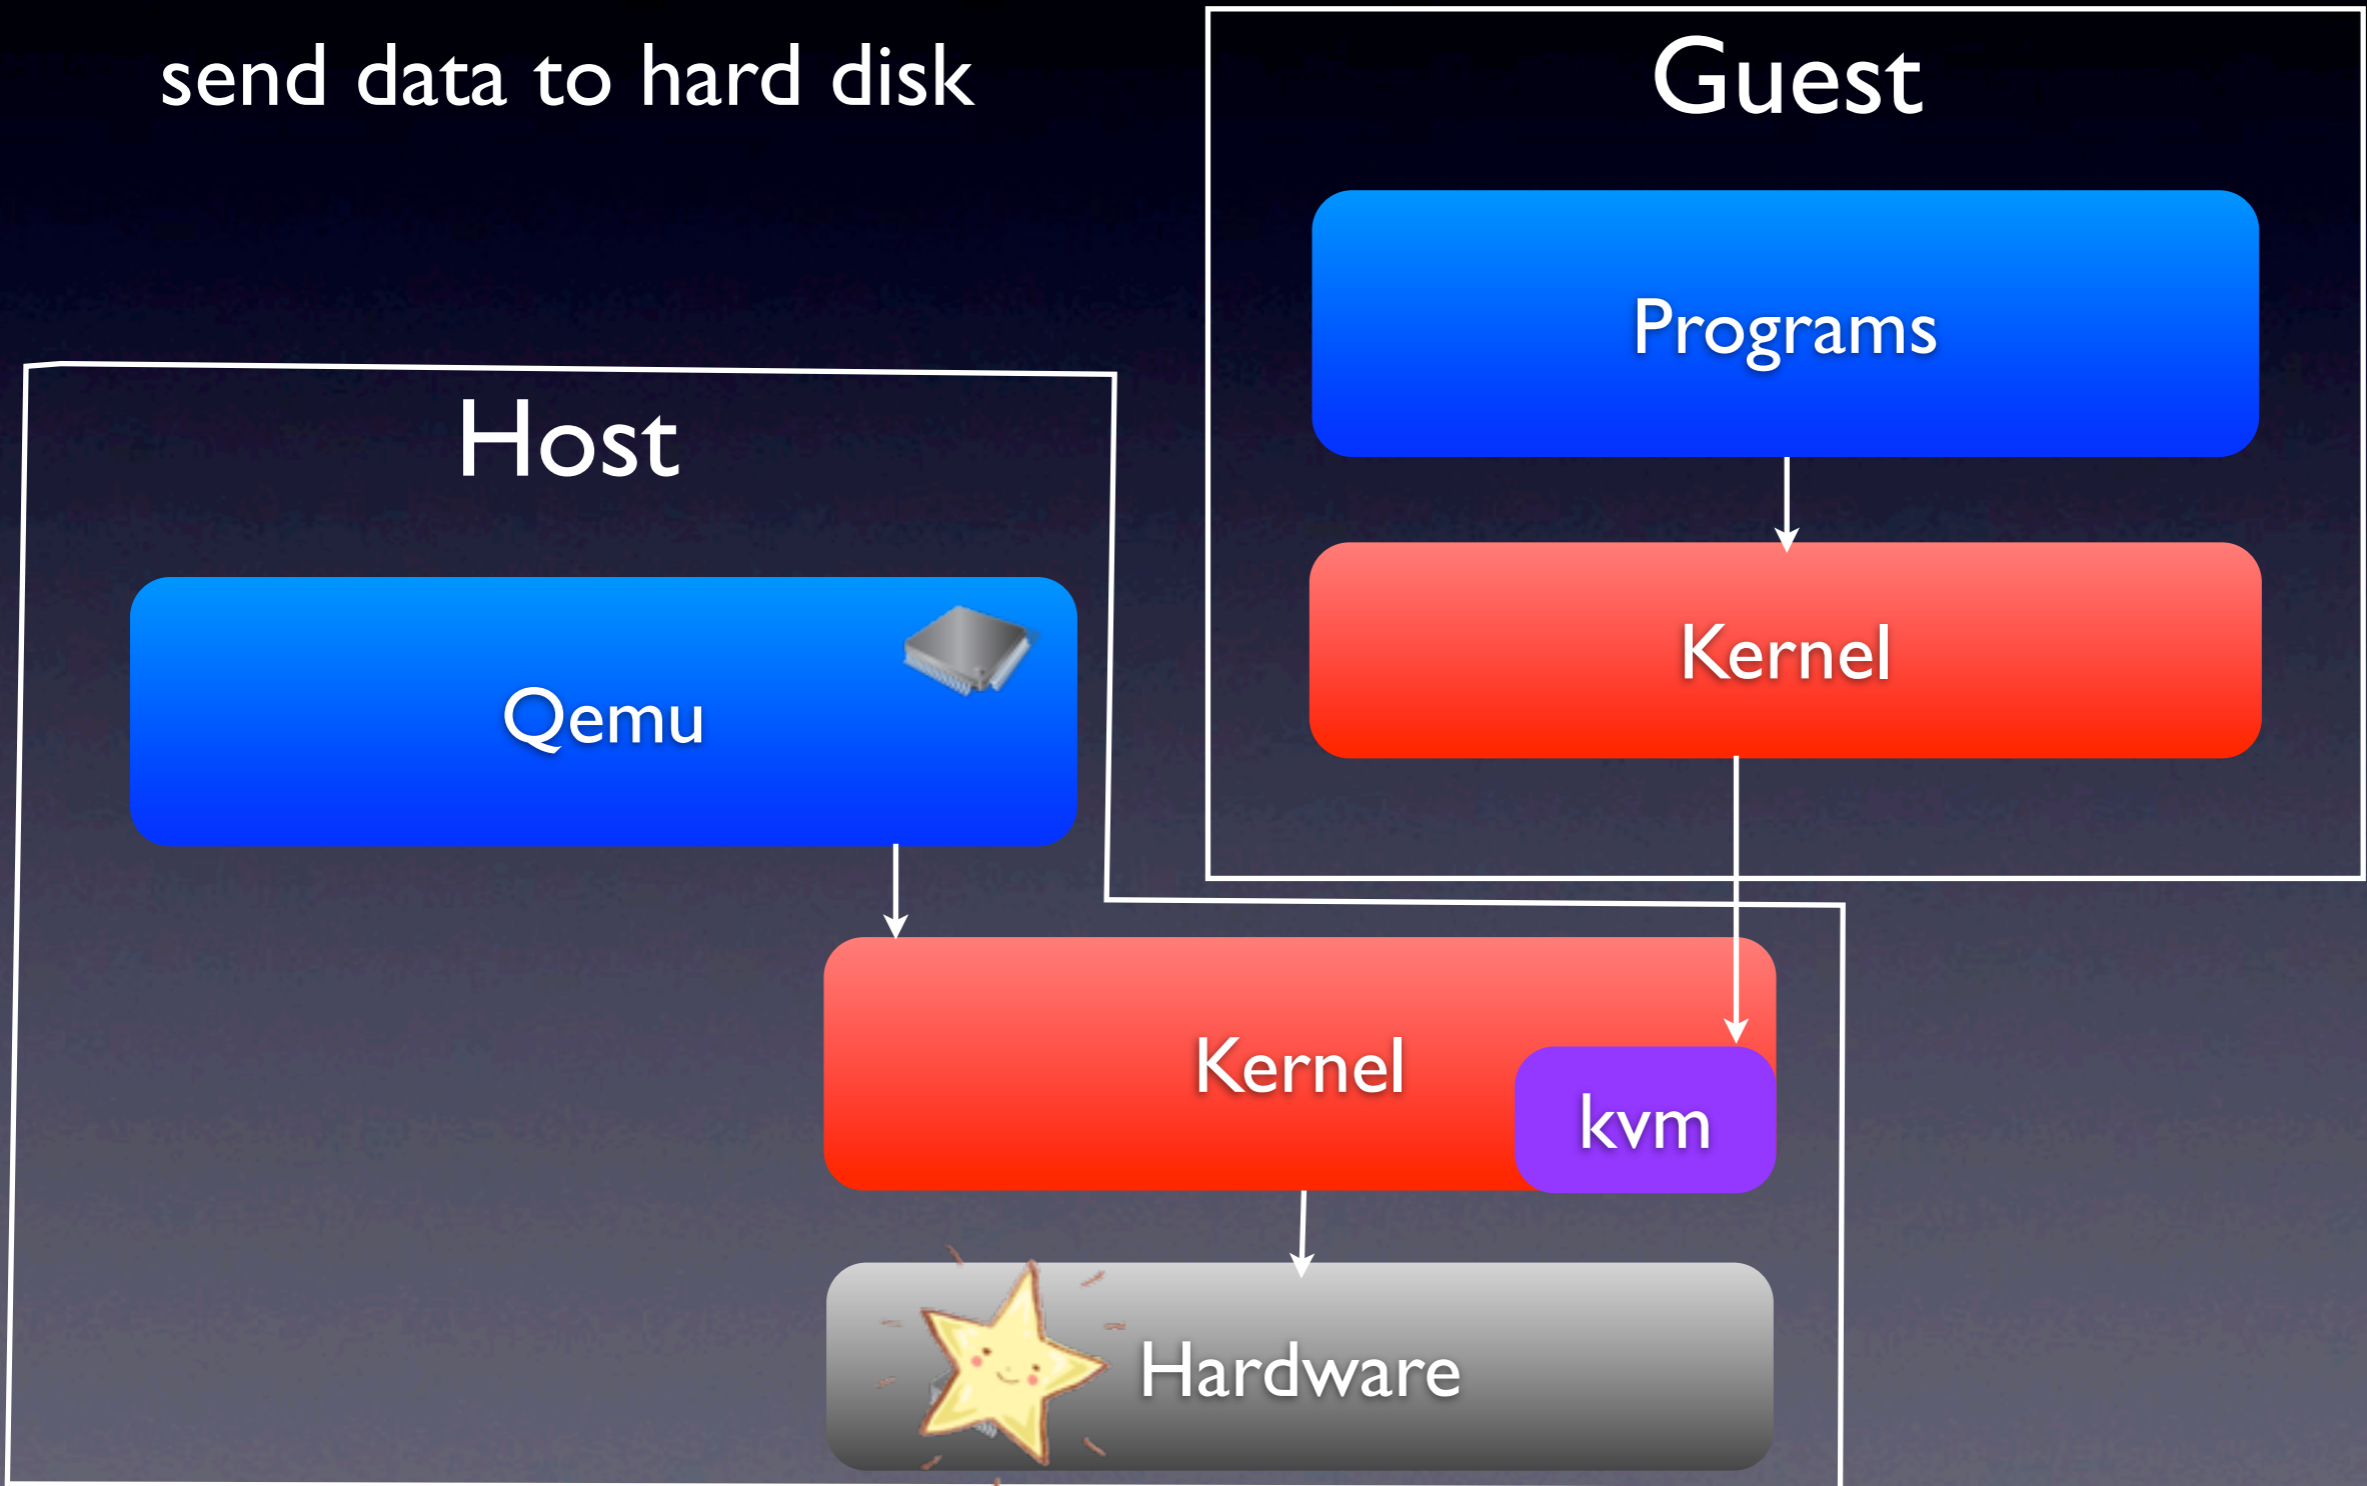 send data to hard disk
Guest
Programs
Host
Kernel
Qemu
Kernel
kvm
Hardware